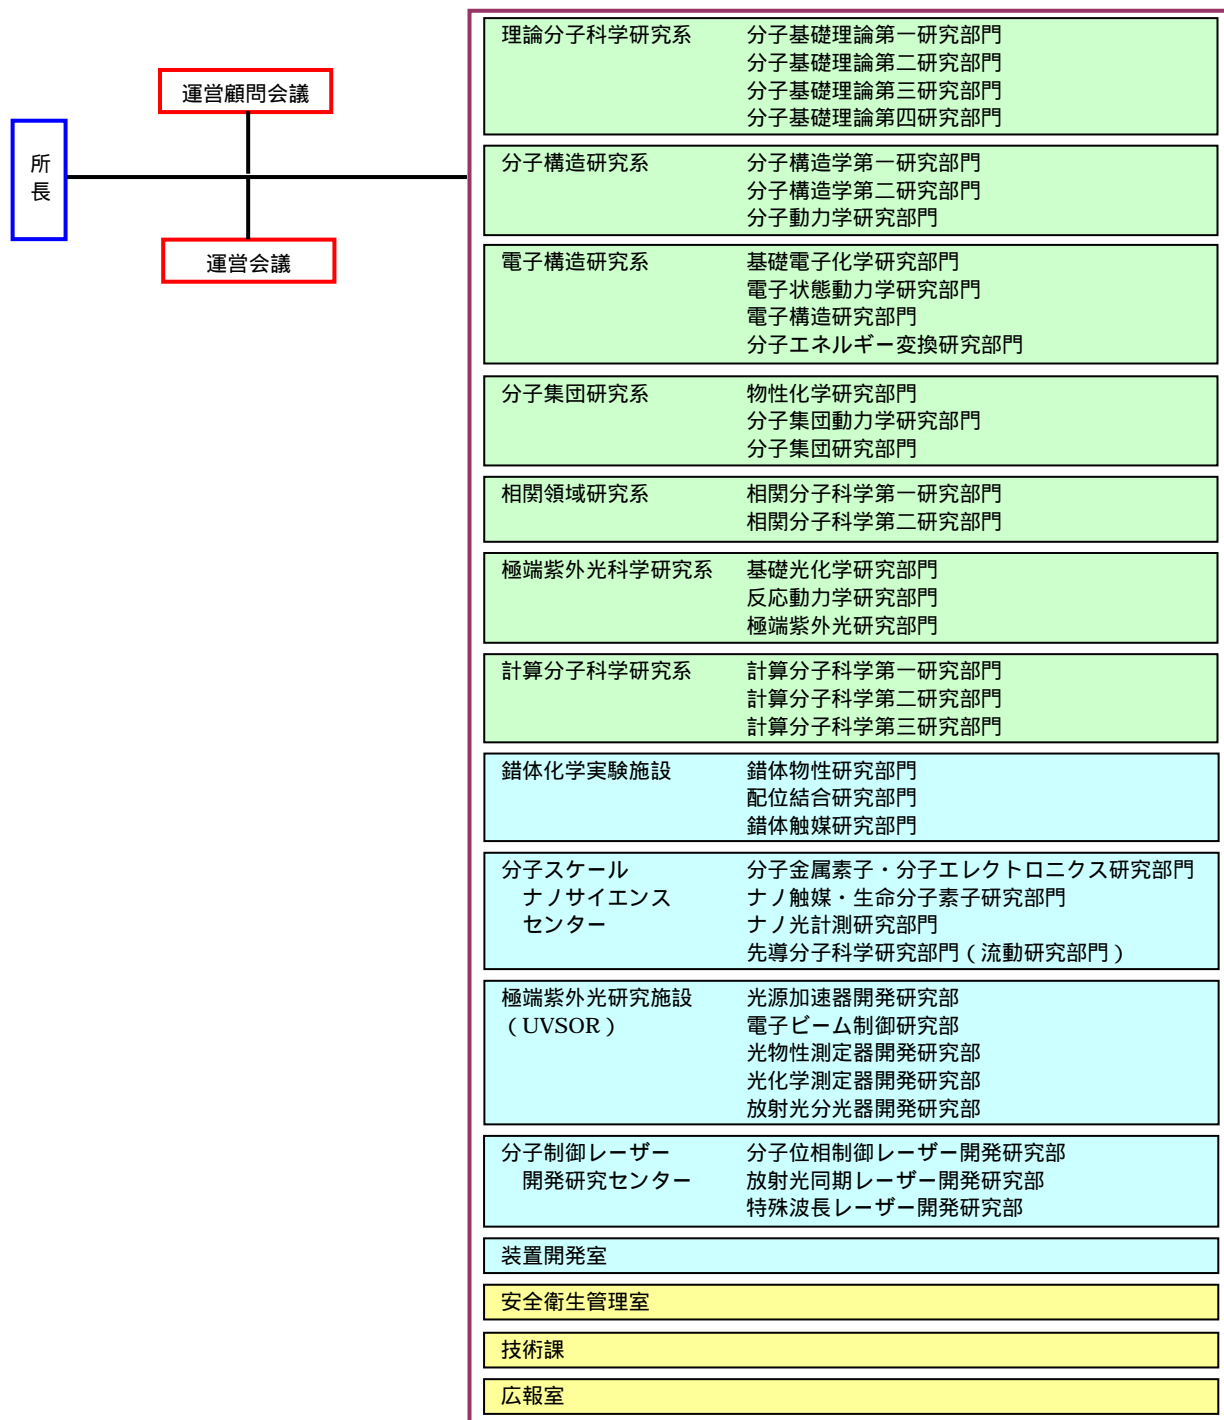 運営顧問会議
所
長
運営会議
理論分子科学研究系 分子基礎理論第一研究部門
分子基礎理論第二研究部門
分子基礎理論第三研究部門
分子基礎理論第四研究部門
分子構造研究系 分子構造学第一研究部門
分子構造学第二研究部門
分子動力学研究部門
電子構造研究系 基礎電子化学研究部門
電子状態動力学研究部門
電子構造研究部門
分子エネルギー変換研究部門
分子集団研究系 物性化学研究部門
分子集団動力学研究部門
分子集団研究部門
相関領域研究系 相関分子科学第一研究部門
相関分子科学第二研究部門
極端紫外光科学研究系 基礎光化学研究部門
反応動力学研究部門
極端紫外光研究部門
計算分子科学研究系 計算分子科学第一研究部門
計算分子科学第二研究部門
計算分子科学第三研究部門
錯体化学実験施設 錯体物性研究部門
配位結合研究部門
錯体触媒研究部門
分子スケール 分子金属素子・分子エレクトロニクス研究部門
ナノサイエンス ナノ触媒・生命分子素子研究部門
センター ナノ光計測研究部門
先導分子科学研究部門(流動研究部門)
極端紫外光研究施設 光源加速器開発研究部
(UVSOR) 電子ビーム制御研究部
光物性測定器開発研究部
光化学測定器開発研究部
放射光分光器開発研究部
分子制御レーザー 分子位相制御レーザー開発研究部
開発研究センター 放射光同期レーザー開発研究部
特殊波長レーザー開発研究部
装置開発室
安全衛生管理室
技術課
広報室